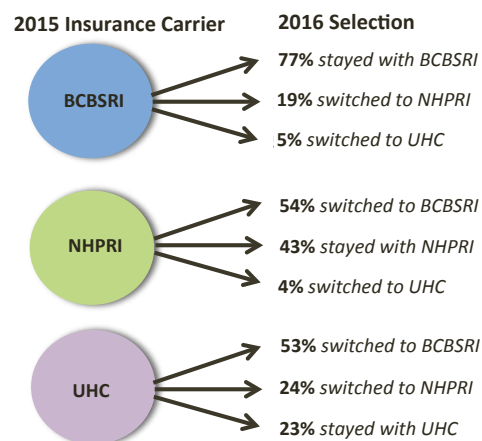 2015 Insurance Carrier
2016 Selection
BCBSRI
77% stayed with BCBSRI
19% switched to NHPRI
5% switched to UHC
NHPRI
54% switched to BCBSRI
43% stayed with NHPRI
4% switched to UHC
UHC
53% switched to BCBSRI
24% switched to NHPRI
23% stayed with UHC